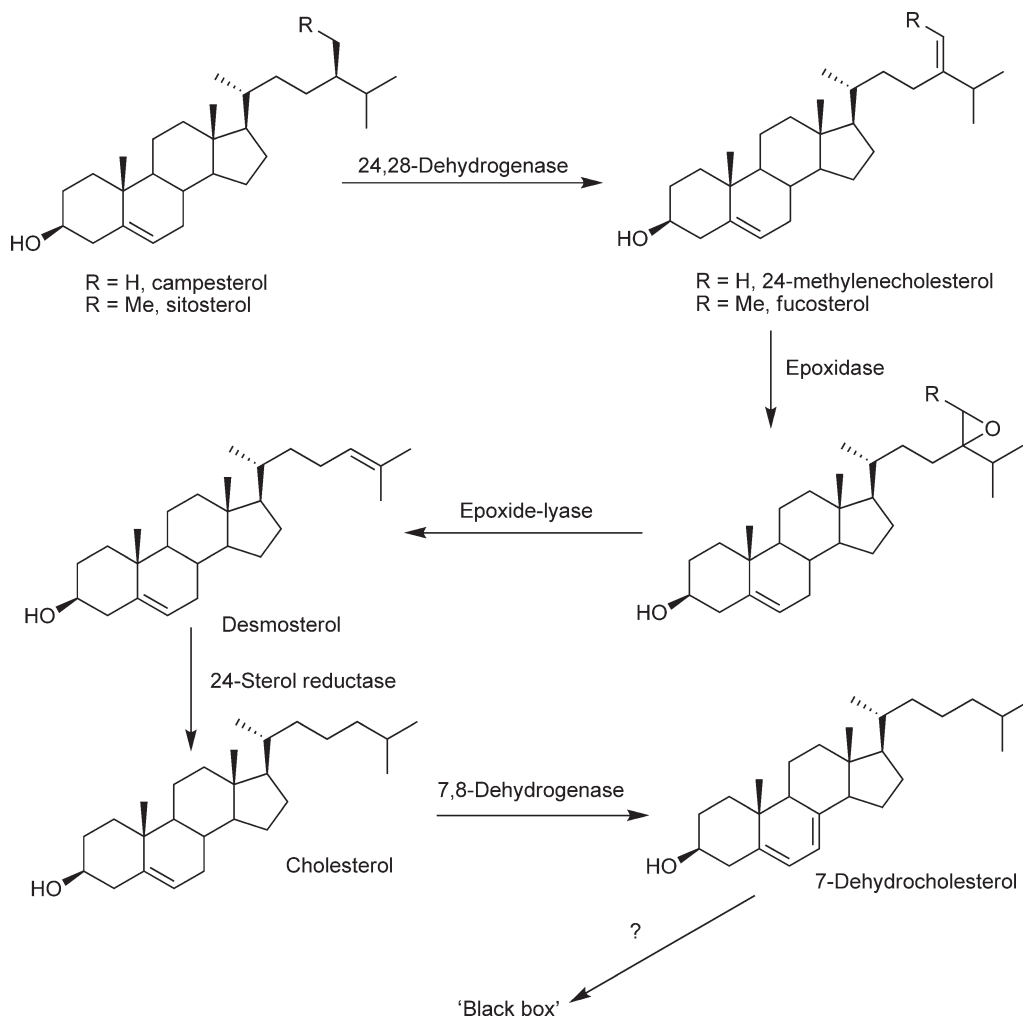 R
R
24,28-Dehydrogenase
HO
HO
R = H, campesterol
R = Me, sitosterol
R = H, 24-methylenecholesterol
R = Me, fucosterol
Epoxidase
R
O
Epoxide-lyase
HO
HO
Desmosterol
24-Sterol reductase
7,8-Dehydrogenase
HO
Cholesterol
HO
7-Dehydrocholesterol
?
‘Black box’